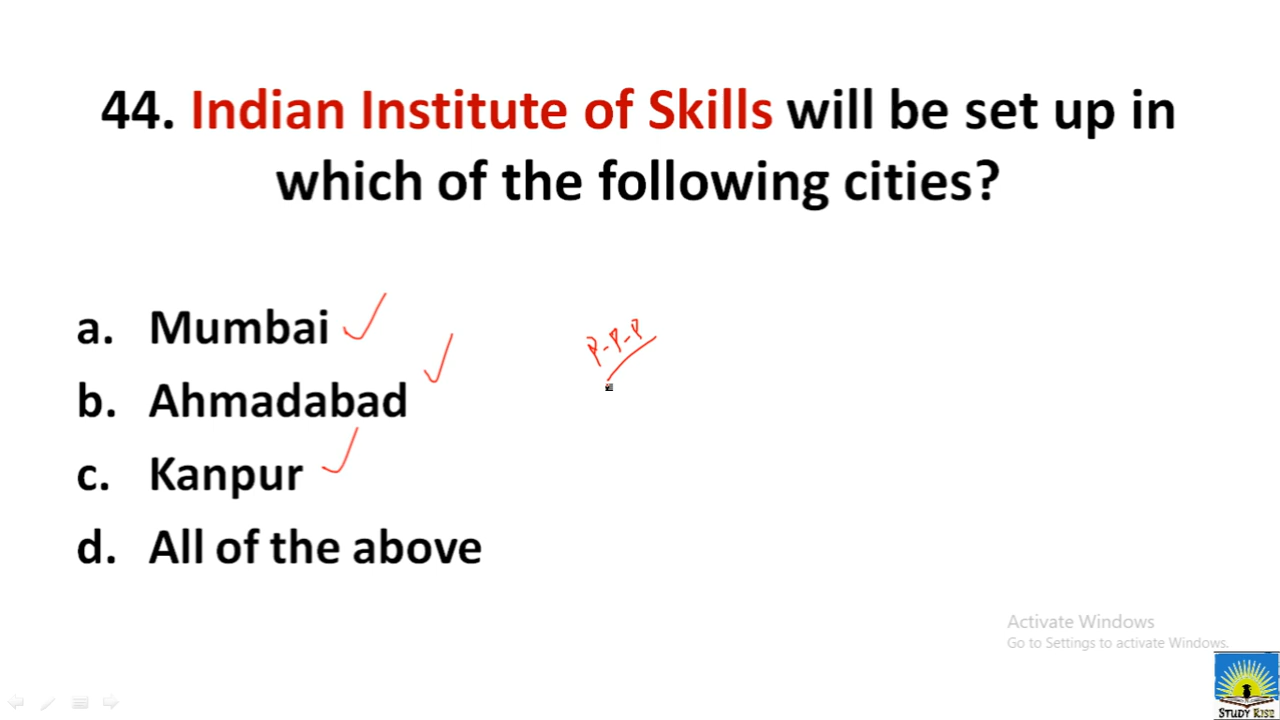 44. Indian Institute of Skills will be set up in
which of the following cities?
a. Mumbai
b. Ahmadabad
c. Kanpur
d. All of the above
P-P-P
Activate Windows
Go to Settings to activate Windows.
STUDY RISE